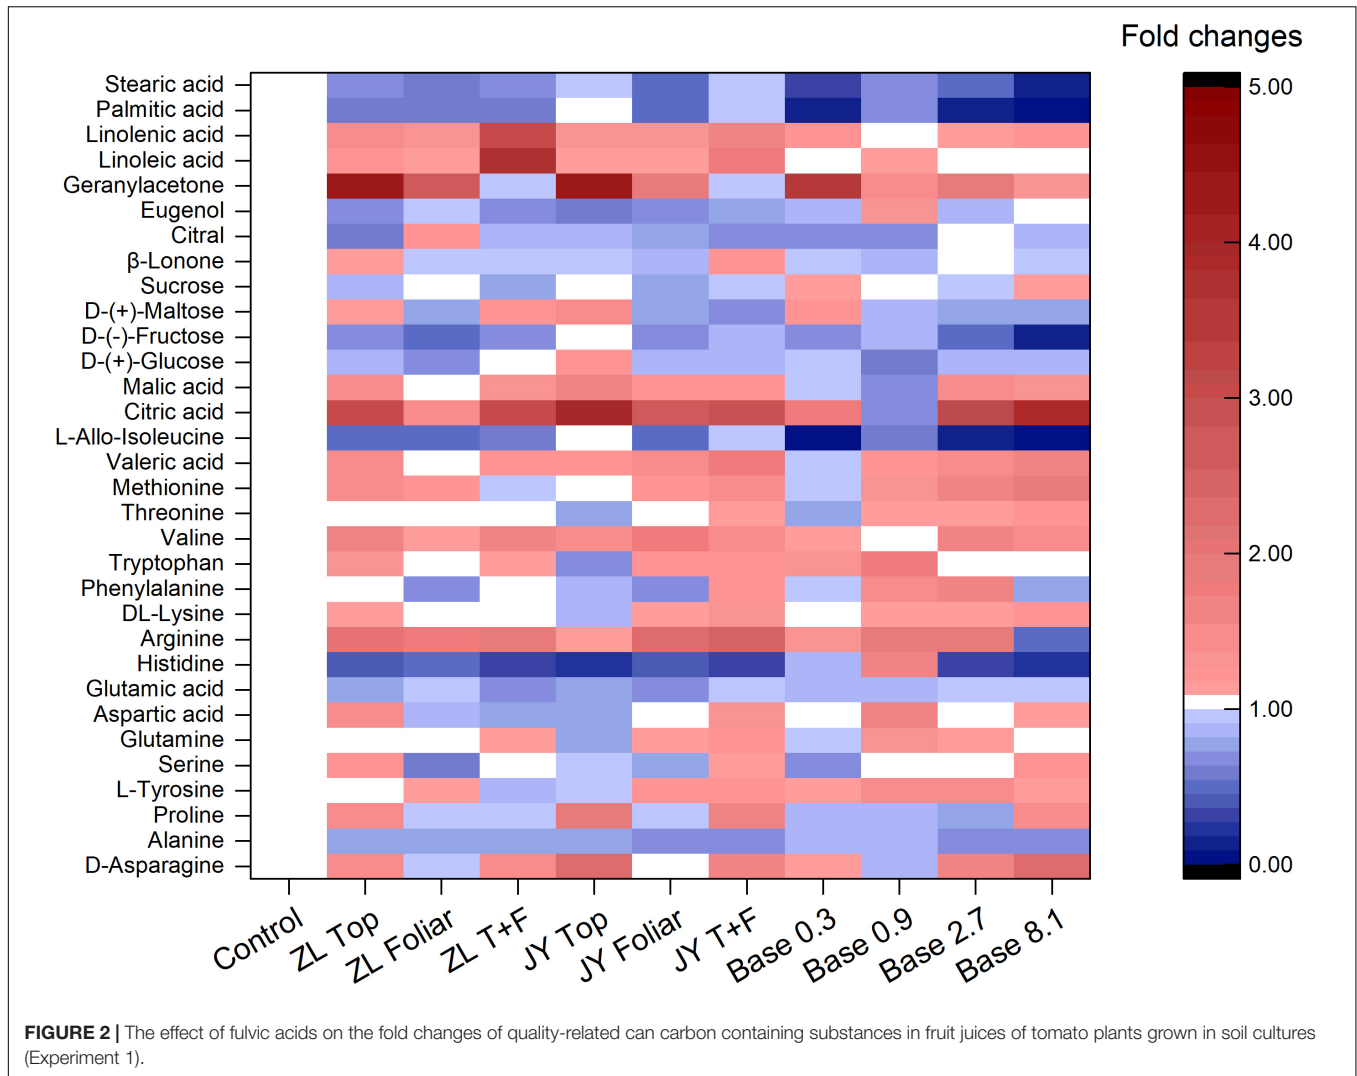 Fold changes
Stearic acid
Palmitic acid
Linolenic acid
Linoleic acid
Geranylacetone
Eugenol
Citral
β-Lonone
Sucrose
D-(+)-Maltose
D-(-)-Fructose
D-(+)-Glucose
Malic acid
Citric acid
L-Allo-Isoleucine
Valeric acid
Methionine
Threonine
Valine
Tryptophan
Phenylalanine
DL-Lysine
Arginine
Histidine
Glutamic acid
Aspartic acid
Glutamine
Serine
L-Tyrosine
Proline
Alanine
D-Asparagine
5.00
4.00
3.00
2.00
1.00
0.00
Control
ZL Top
ZL Foliar
ZL T+F
JY Top
JY Foliar
JY T+F
Base 0.3
Base 0.9
Base 2.7
Base 8.1
FIGURE 2 | The effect of fulvic acids on the fold changes of quality-related can carbon containing substances in fruit juices of tomato plants grown in soil cultures
(Experiment 1).